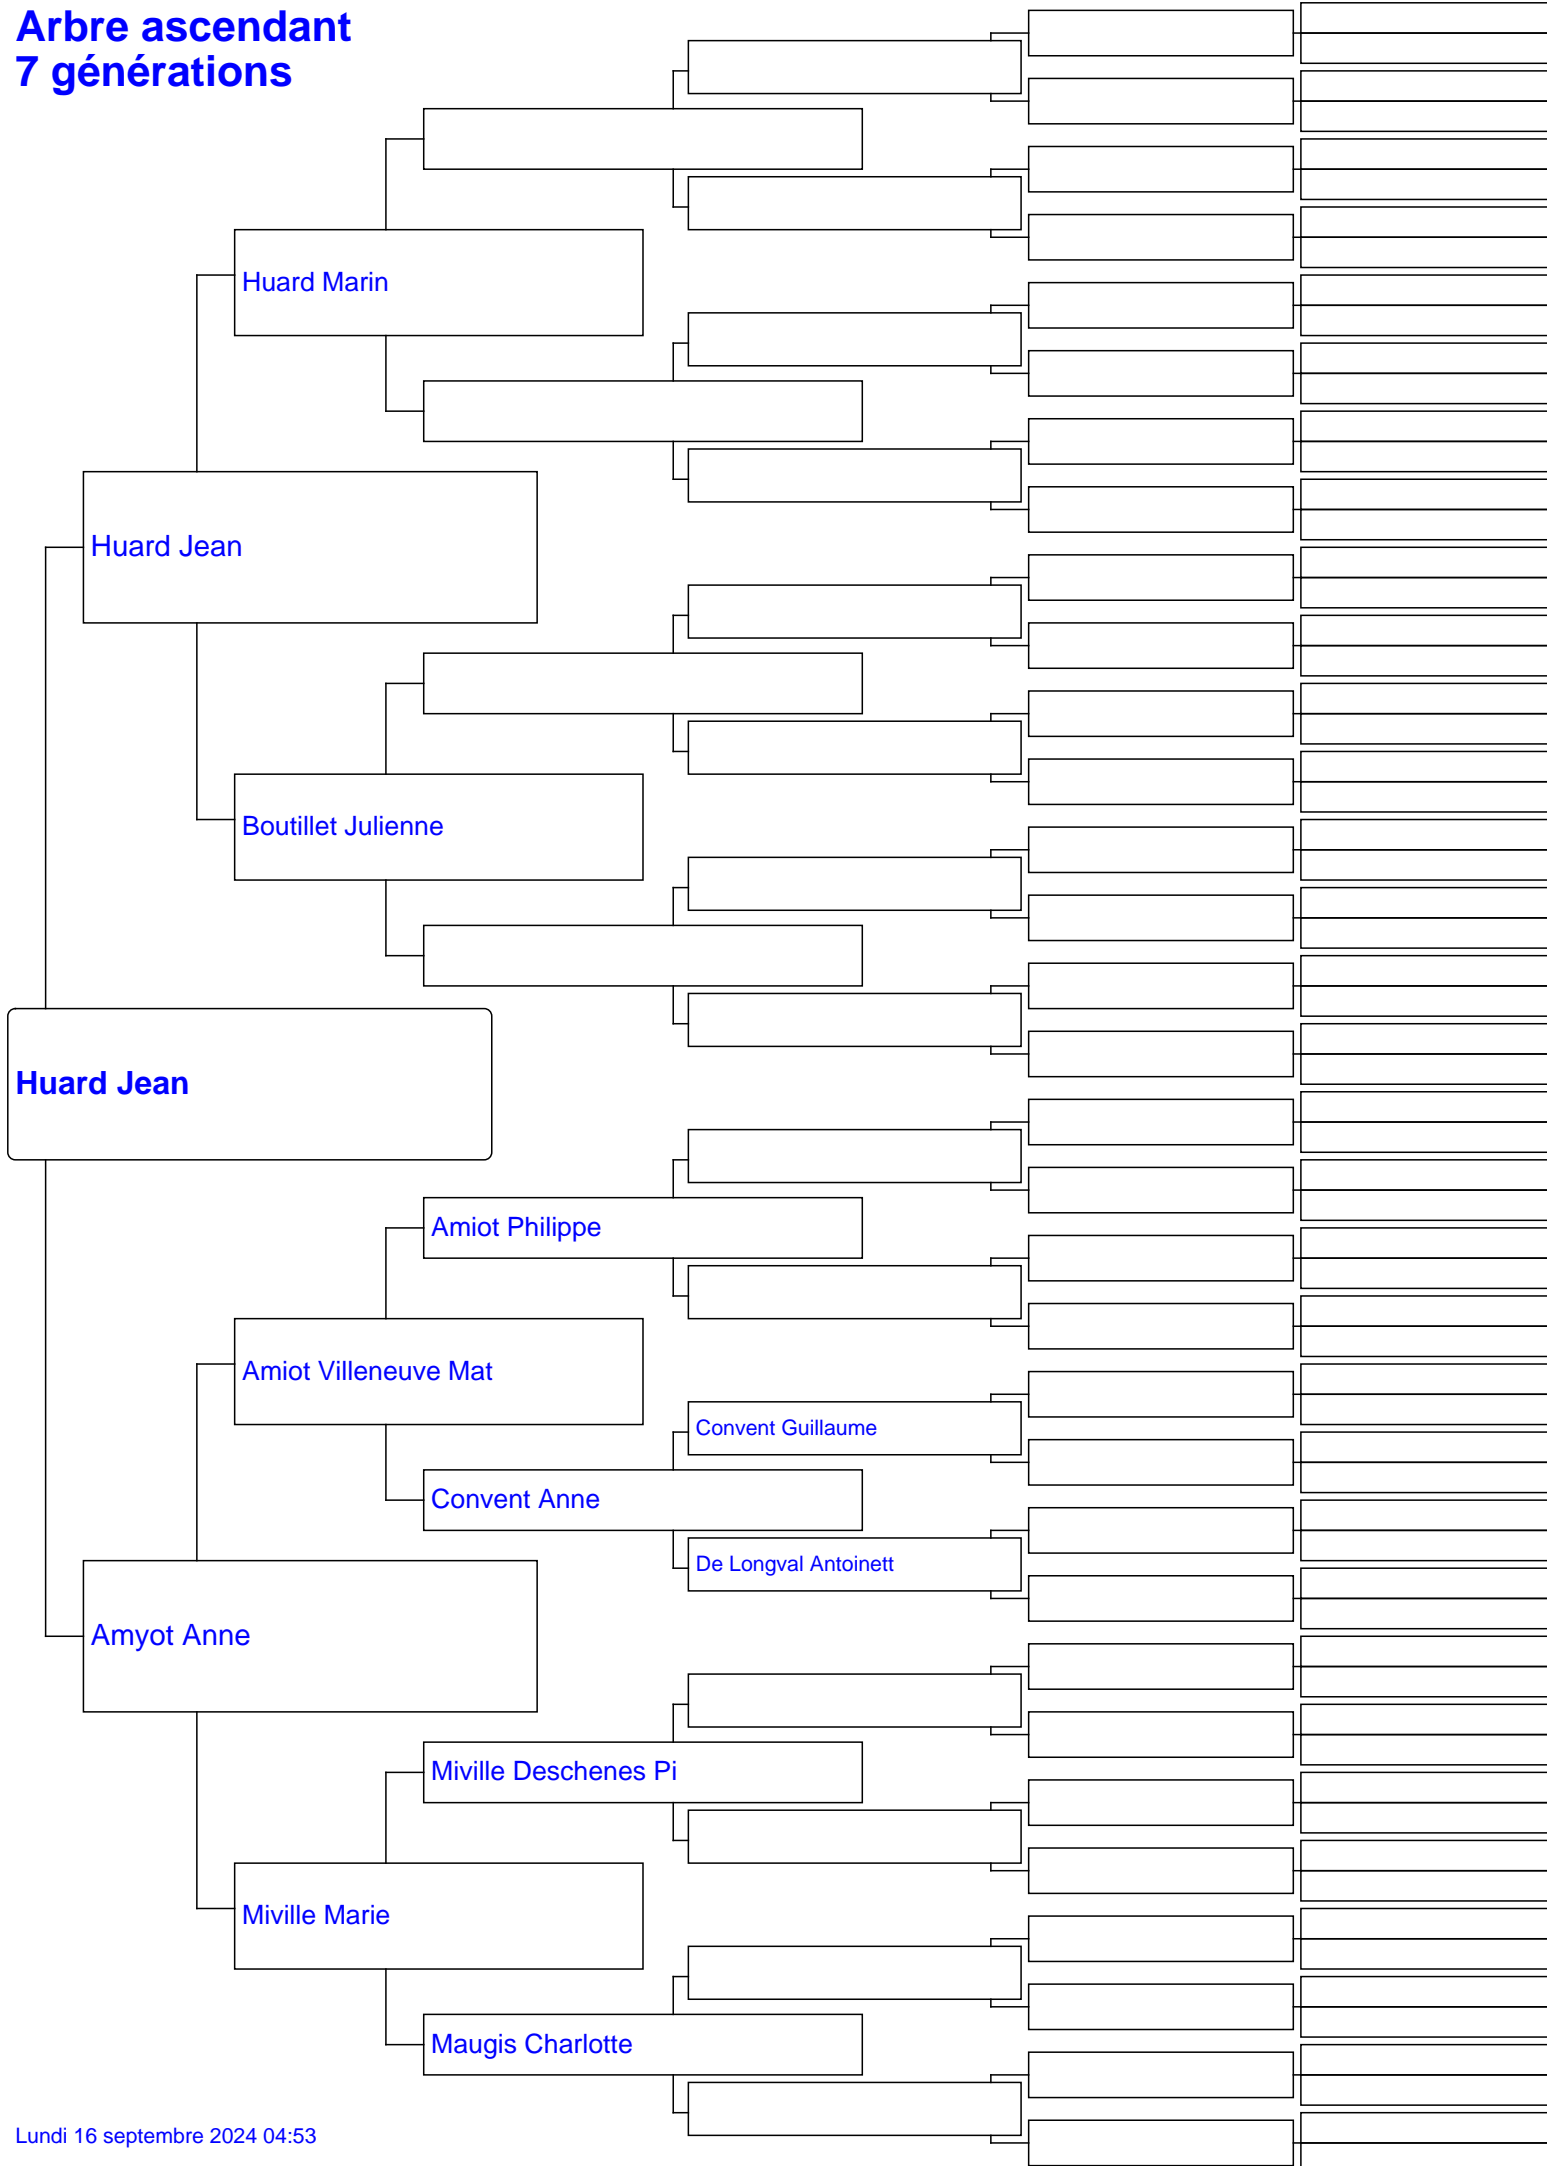 Arbre ascendant
7 générations
Huard Marin
Huard Jean
Boutillet Julienne
Huard Jean
Amiot Philippe
Amiot Villeneuve Mat
Convent Guillaume
Convent Anne
De Longval Antoinett
Amyot Anne
Miville Deschenes Pi
Miville Marie
Maugis Charlotte
Lundi 16 septembre 2024 04:53